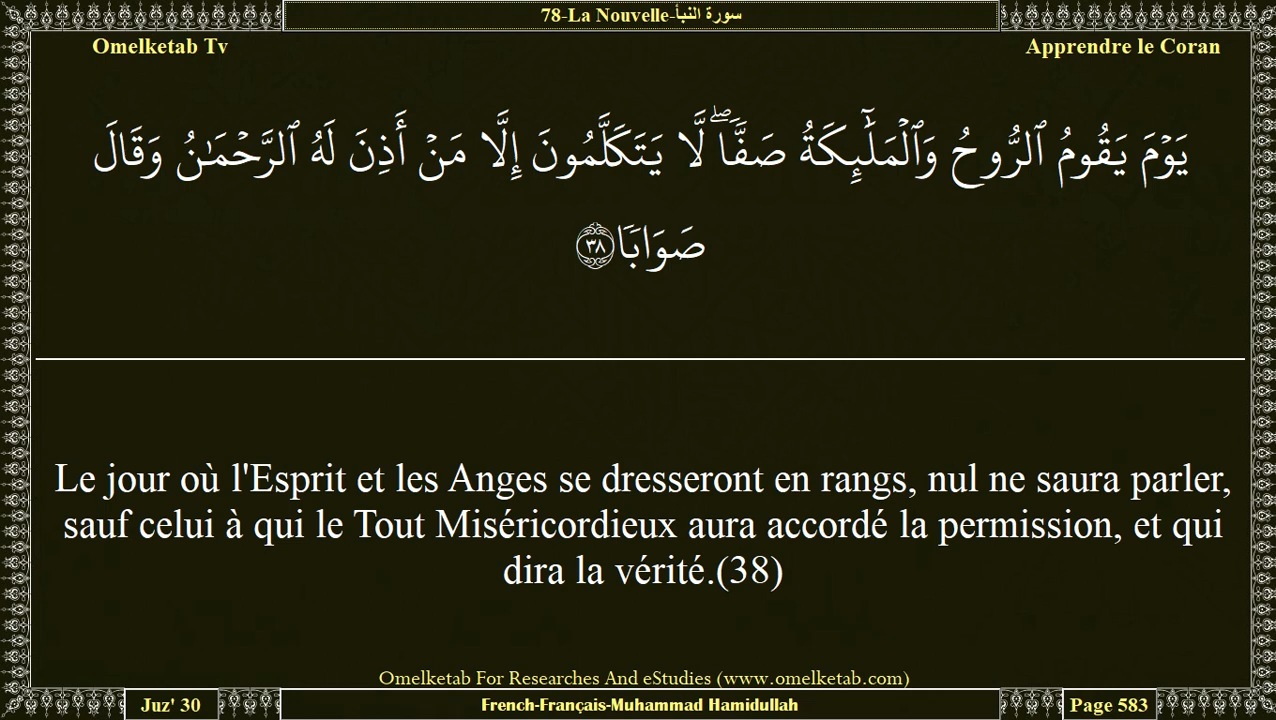 78-La Nouvelle-سورة النبأ
Omelketab Tv
Apprendre le Coran
يَوۡمَ يَقُومُ ٱلرُّوحُ وَٱلۡمَلَٰٓئِكَةُ صَفّٗاۖ لَّا يَتَكَلَّمُونَ إِلَّا مَنۡ أَذِنَ لَهُ ٱلرَّحۡمَٰنُ وَقَالَ
صَوَابٗا ٣٨
Le jour où l'Esprit et les Anges se dresseront en rangs, nul ne saura parler,
sauf celui à qui le Tout Miséricordieux aura accordé la permission, et qui
dira la vérité.(38)
Omelketab For Researches And eStudies (www.omelketab.com)
Juz' 30
French-Français-Muhammad Hamidullah
Page 583